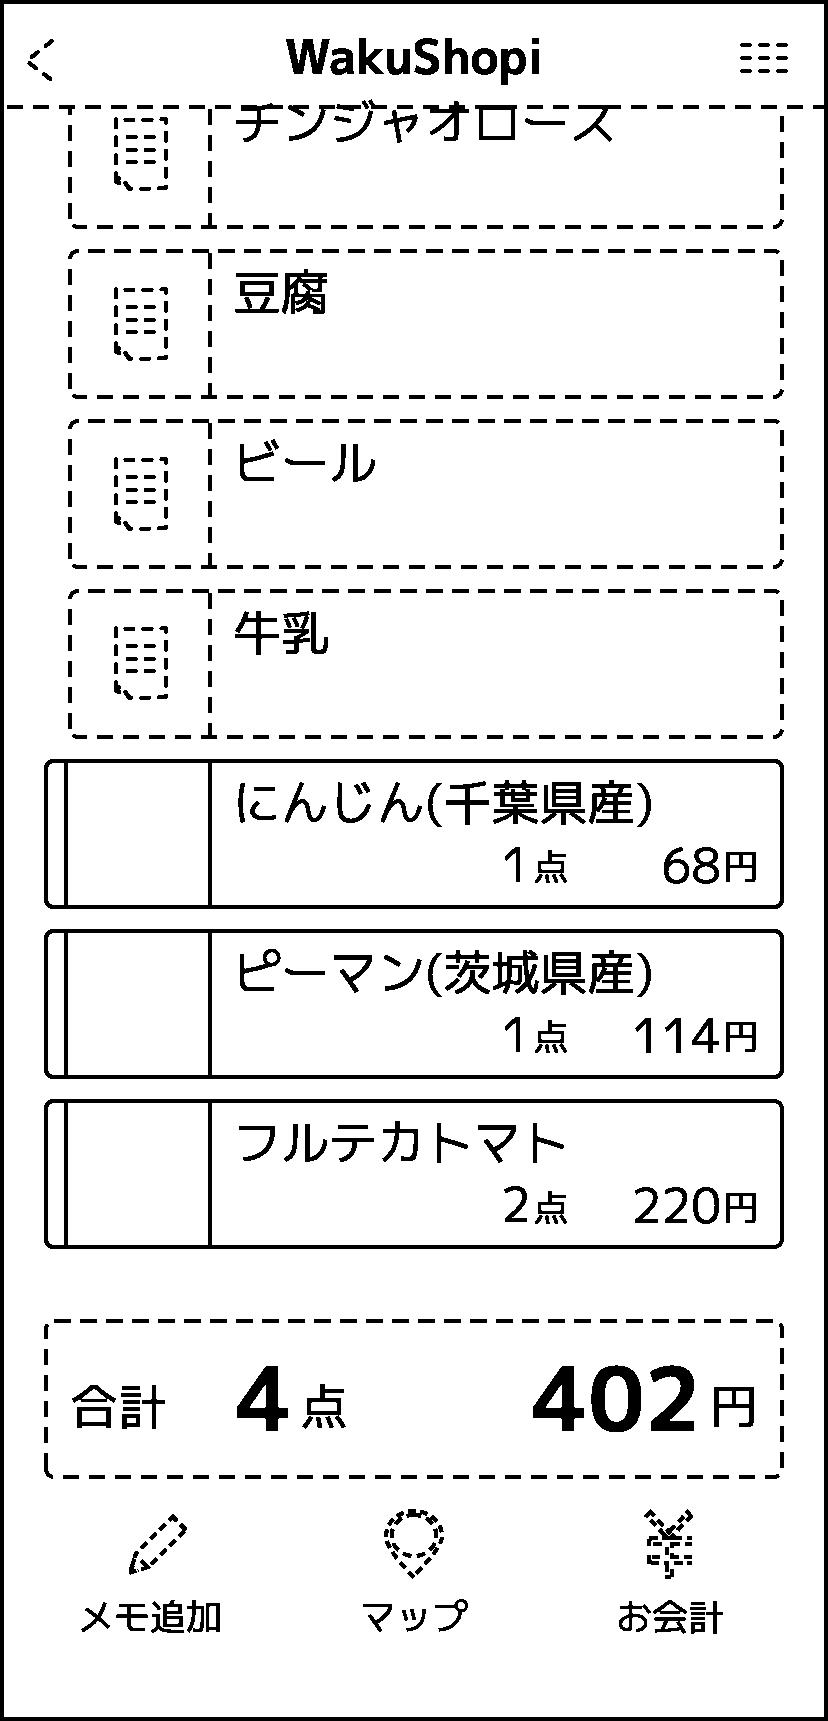 WakuShopi
チンジャオロース
豆腐
ビール
牛乳
にんじん(千葉県産)
1点 68円
ピーマン(茨城県産)
1点 114円
フルテカトマト
2点 220円
合計 4点 402円
メモ追加 マップ お会計